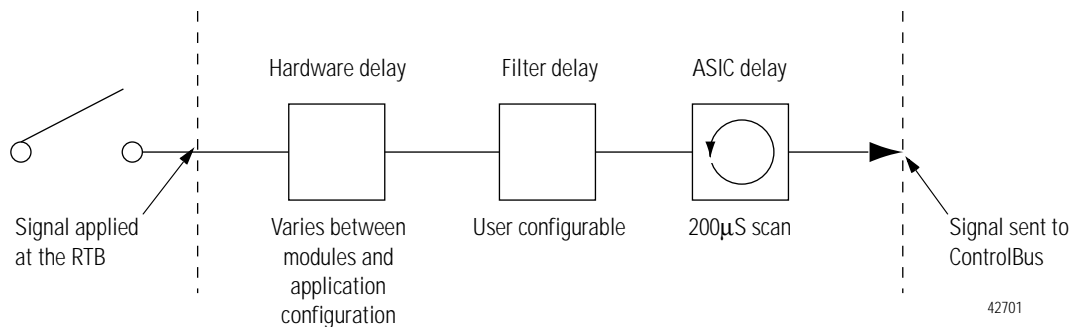 Hardware delay
Filter delay
ASIC delay
Signal applied
at the RTB
Varies between
modules and
application
configuration
User configurable
200μS scan
Signal sent to
ControlBus
42701